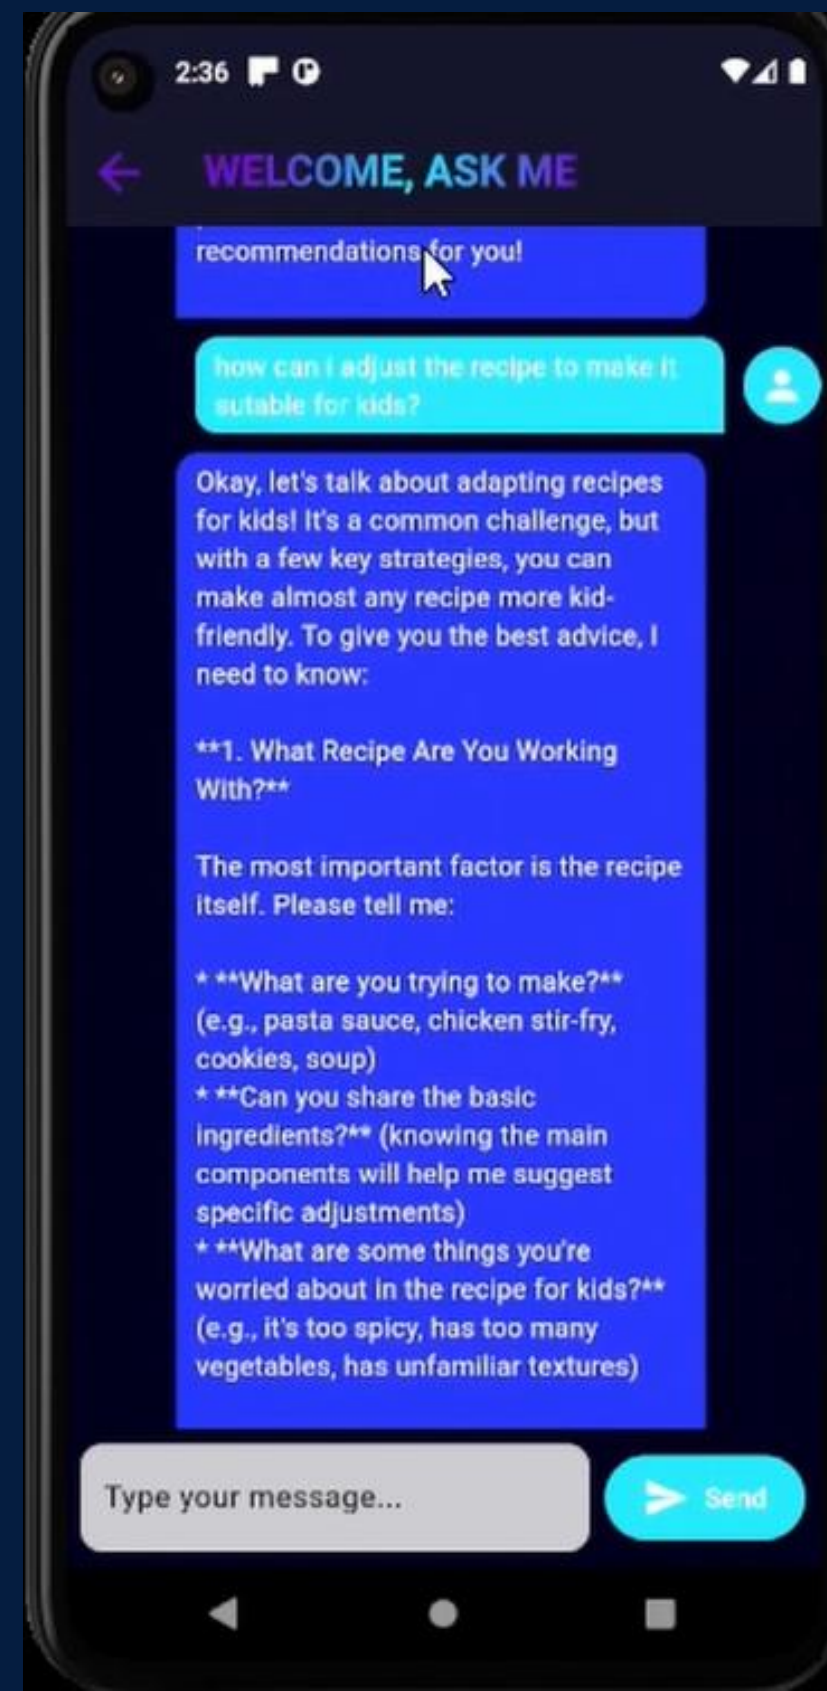 2:36
WELCOME, ASK ME
recommendations for you!
how can i adjust the recipe to make it
sutable for kids?
Okay, let's talk about adapting recipes
for kids! It's a common challenge, but
with a few key strategies, you can
make almost any recipe more kid-
friendly. To give you the best advice, I
need to know:
**1. What Recipe Are You Working
With?**
The most important factor is the recipe
itself. Please tell me:
* **What are you trying to make?**
(e.g., pasta sauce, chicken stir-fry,
cookies, soup)
* **Can you share the basic
ingredients?** (knowing the main
components will help me suggest
specific adjustments)
* **What are some things you're
worried about in the recipe for kids?**
(e.g., it's too spicy, has too many
vegetables, has unfamiliar textures)
Type your message...
Send